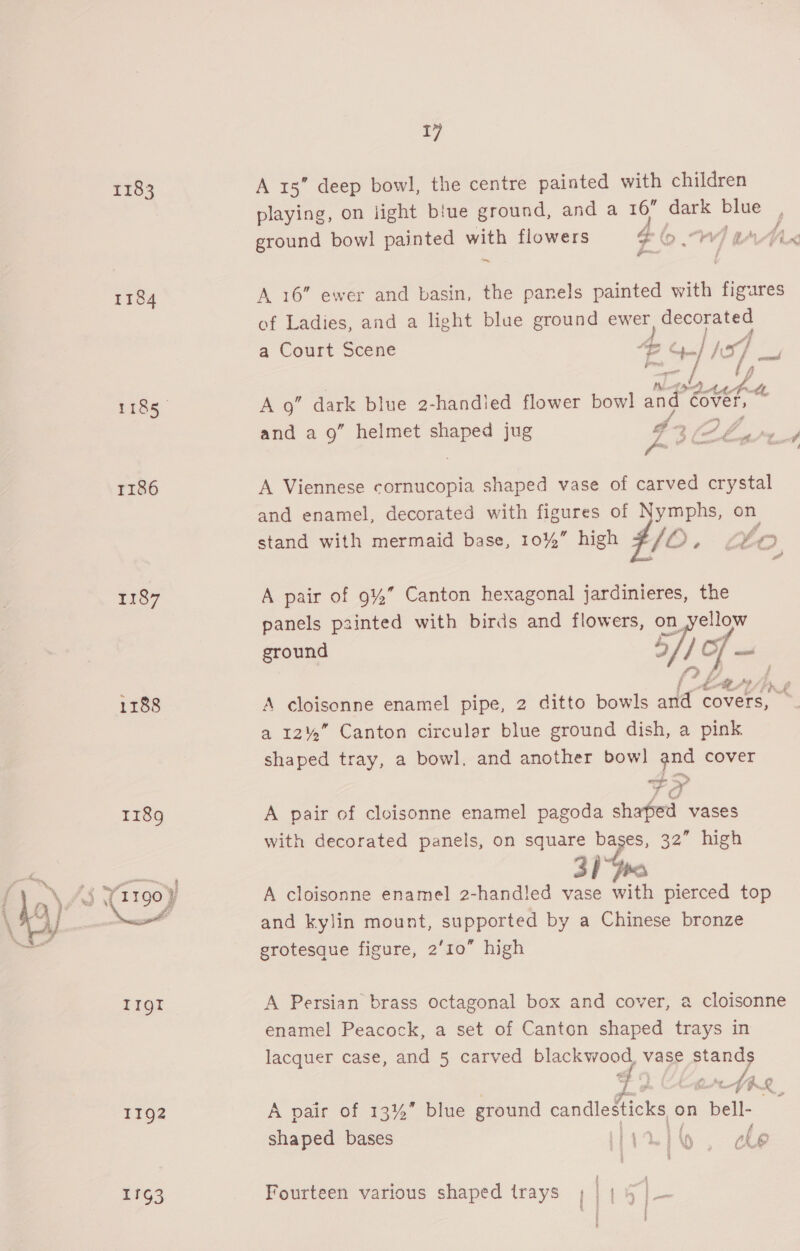 17
1183 A 15" deep bowl, the centre painted with children
playing, on light blue ground, and a 16" dark blue
ground bowl painted with flowers
1184 A 16" ewer and basin, the panels painted with figures
of Ladies, and a light blue ground ewer decorated
a Court Scene
1185 A 9" dark blue 2-handled flower bowl and cover,
and a 9" helmet shaped jug
1186 A Viennese cornucopia shaped vase of carved crystal
and enamel, decorated with figures of Nymphs, on
stand with mermaid base, 10½" high £10.
1187 A pair of 9½" Canton hexagonal jardinieres, the
panels painted with birds and flowers, on yellow
ground
1188 A cloisonne enamel pipe, 2 ditto bowls and covers,
a 12½" Canton circular blue ground dish, a pink
shaped tray, a bowl, and another bowl and cover
1189 A pair of cloisonne enamel pagoda shaped vases
with decorated panels, on square bases, 32" high
1190 A cloisonne enamel 2-handled vase with pierced top
and kylin mount, supported by a Chinese bronze
grotesque figure, 2'10" high
1191 A Persian brass octagonal box and cover, a cloisonne
enamel Peacock, a set of Canton shaped trays in
lacquer case, and 5 carved blackwood vase stands
1192 A pair of 13½" blue ground candlesticks on bell-
shaped bases
1193 Fourteen various shaped trays